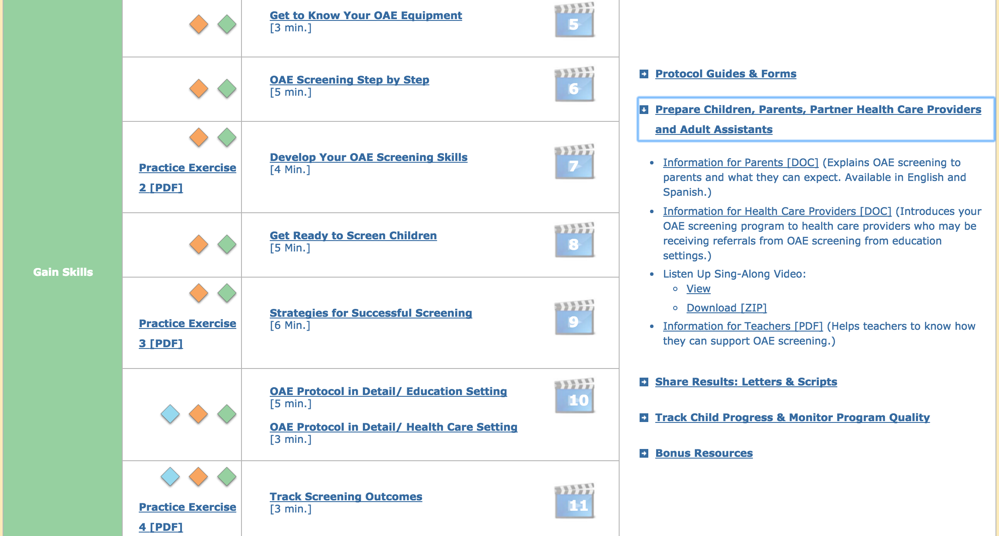 Gain Skills
Get to Know Your OAE Equipment
[3 min.]
5
OAE Screening Step by Step
[5 min.]
6
Practice Exercise
2 [PDF]
Develop Your OAE Screening Skills
[4 Min.]
7
Get Ready to Screen Children
[5 Min.]
8
Practice Exercise
3 [PDF]
Strategies for Successful Screening
[6 Min.]
9
OAE Protocol in Detail/ Education Setting
[5 min.]
10
OAE Protocol in Detail/ Health Care Setting
[3 min.]
Practice Exercise
4 [PDF]
Track Screening Outcomes
[3 min.]
11
Protocol Guides & Forms
Prepare Children, Parents, Partner Health Care Providers
and Adult Assistants
• Information for Parents [DOC] (Explains OAE screening to
parents and what they can expect. Available in English and
Spanish.)
• Information for Health Care Providers [DOC] (Introduces your
OAE screening program to health care providers who may be
receiving referrals from OAE screening from education
settings.)
• Listen Up Sing-Along Video:
View
Download [ZIP]
• Information for Teachers [PDF] (Helps teachers to know how
they can support OAE screening.)
Share Results: Letters & Scripts
Track Child Progress & Monitor Program Quality
Bonus Resources